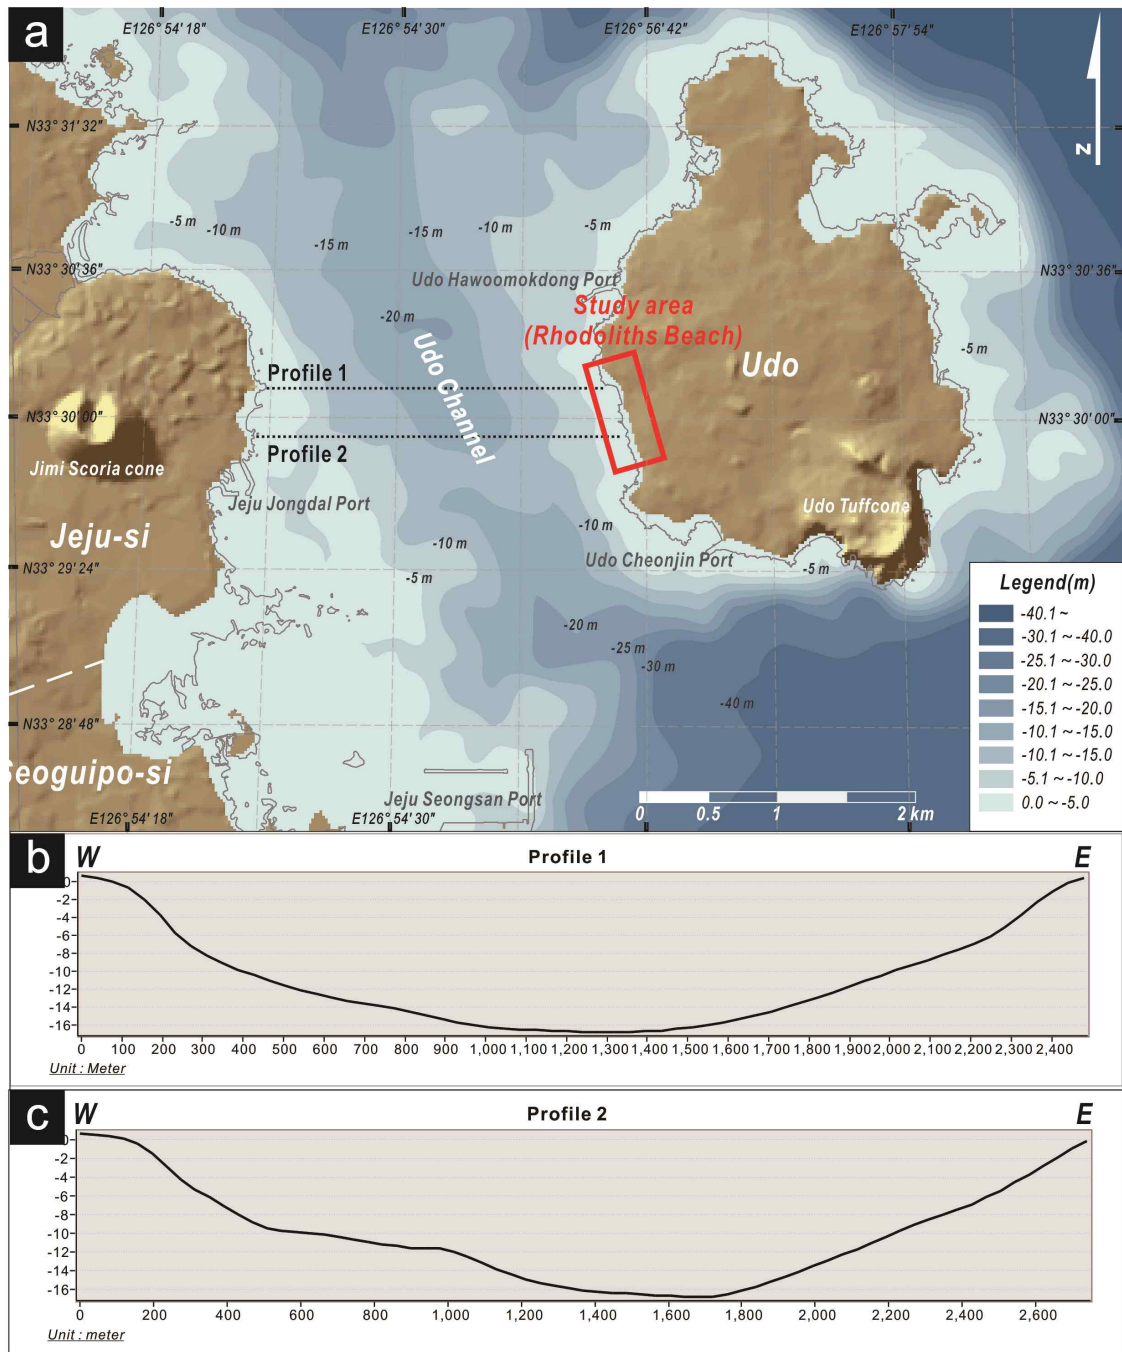 a
E126° 54' 18"
E126° 54' 30"
E126° 56' 42"
E126° 57' 54"
N33° 31' 32"
z
-5 m
-10 m
-15 m
-15 m
-10 m
-5 m
N33° 30' 36"
Udo Hawoomokdong Port
N33° 30' 36"
Study area
(Rhodoliths Beach)
-20 m
Udo Channel
-5 m
Udo
Profile 1
N33° 30' 00"
N33° 30' 00"
Profile 2
Jimi Scoria cone
Jeju Jongdal Port
Udo Tuffcone
Jeju-si
-10 m
-10 m
Udo Cheonjin Port
N33° 29' 24"
-5 m
-5 m
-20 m
-25 m
-30 m
-40 m
N33° 28' 48"
Seoguipo-si
Jeju Seongsan Port
E126° 54' 18"
E126° 54' 30"
0 0.5 1 2 km
Legend(m)
-40.1 ~
-30.1 ~ -40.0
-25.1 ~ -30.0
-20.1 ~ -25.0
-15.1 ~ -20.0
-10.1 ~ -15.0
-10.1 ~ -15.0
-5.1 ~ -10.0
0.0 ~ -5.0
b
W
Profile 1
E
0
-2
-4
-6
-8
-10
-12
-14
-16
0 100 200 300 400 500 600 700 800 900 1,000 1,100 1,200 1,300 1,400 1,500 1,600 1,700 1,800 1,900 2,000 2,100 2,200 2,300 2,400
Unit : Meter
c
W
Profile 2
E
0
-2
-4
-6
-8
-10
-12
-14
-16
0 200 400 600 800 1,000 1,200 1,400 1,600 1,800 2,000 2,200 2,400 2,600
Unit : meter